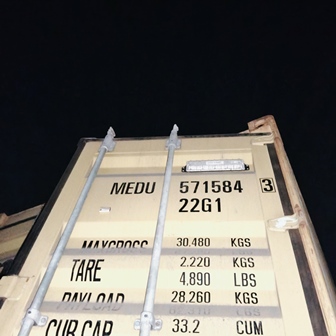 MEDU 571584 3
22G1
MAXGROSS 30.480 KGS
TARE 2.220 KGS
4,890 LBS
PAYLOAD 28.260 KGS
CUB CAP 33.2 CUM